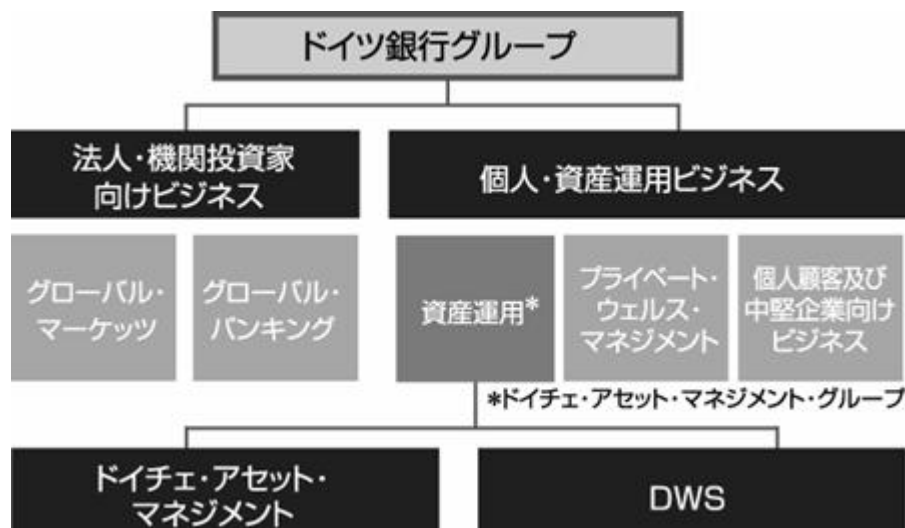 ドイツ銀行グループ
法人・機関投資家
向けビジネス
個人・資産運用ビジネス
グローバル・
マーケッツ
グローバル・
バンキング
資産運用*
プライベート・
ウェルス・
マネジメント
個人顧客及び
中堅企業向け
ビジネス
*ドイチェ・アセット・マネジメント・グループ
ドイチェ・アセット・
マネジメント
DWS